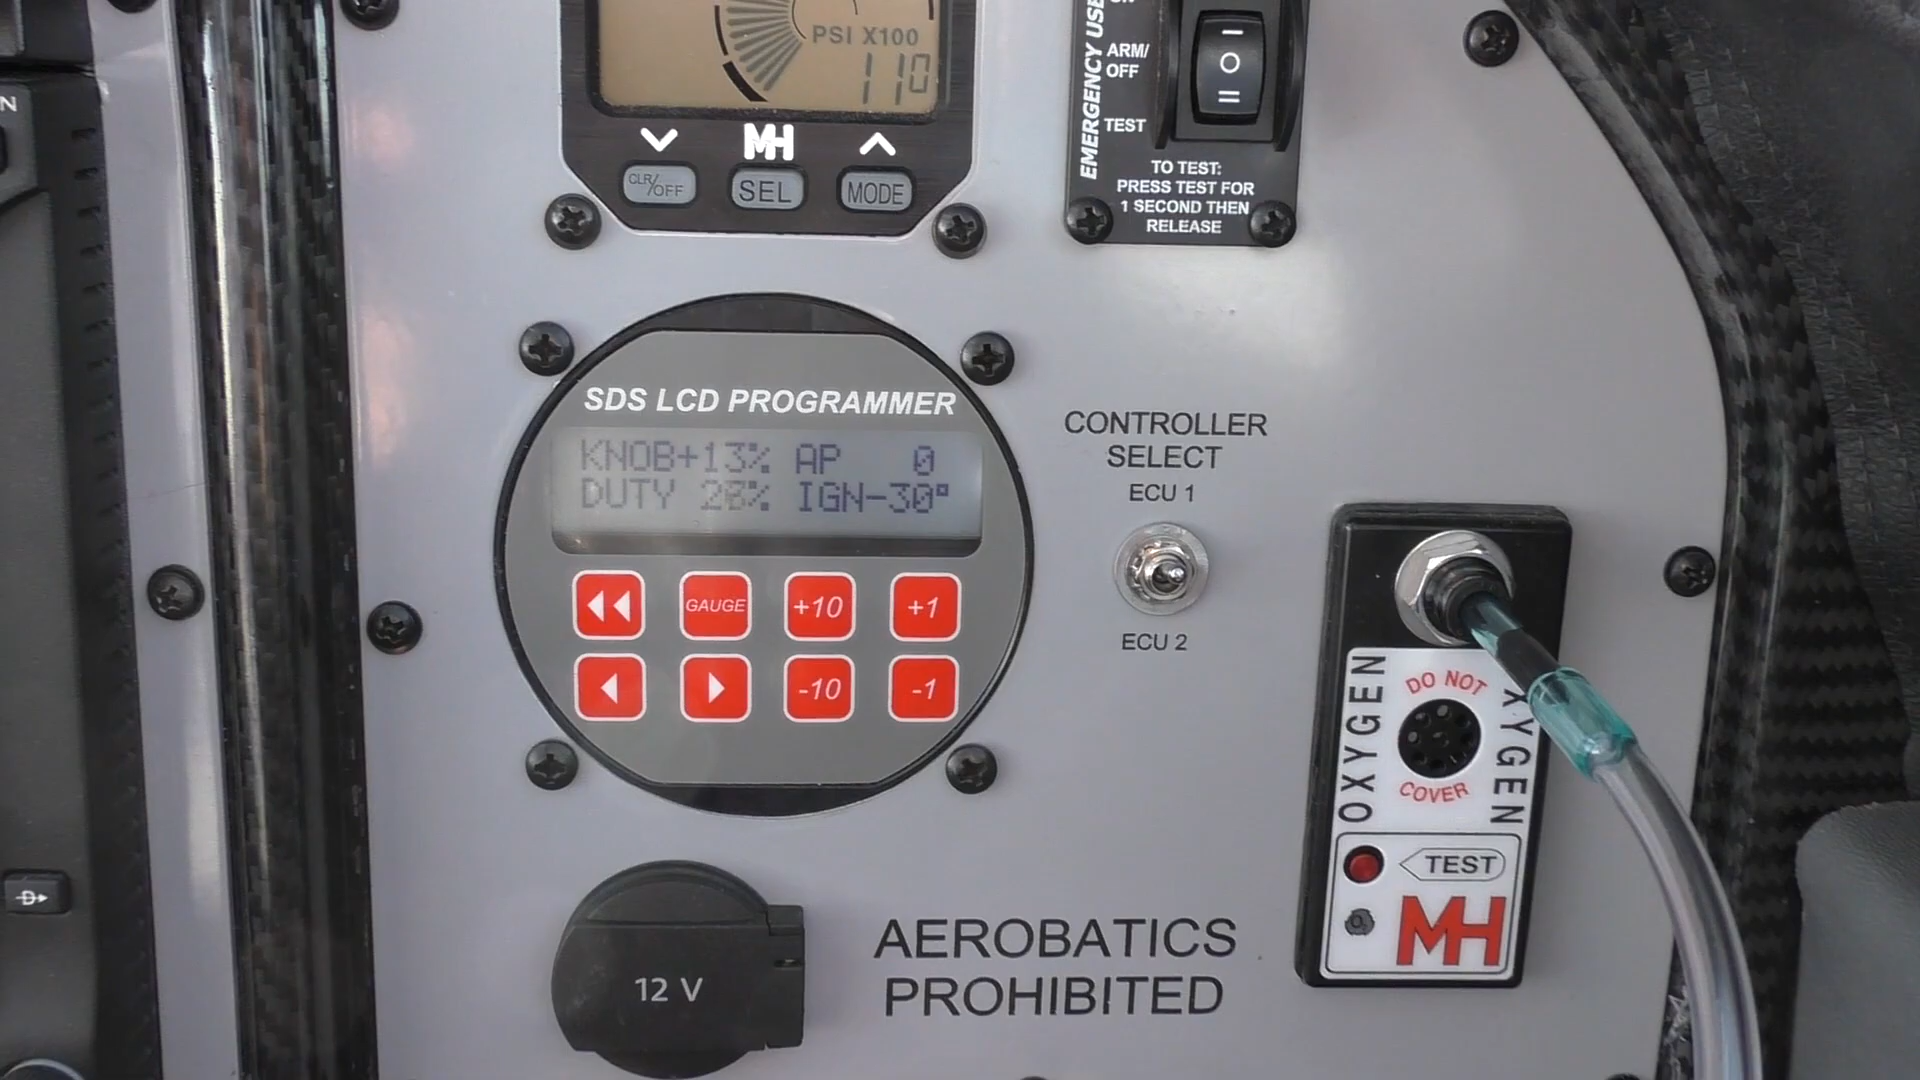 N
PSI X100
110
MH
CLR/OFF
SEL
MODE
EMERGENCY USE
ARM/
OFF
TEST
TO TEST:
PRESS TEST FOR
1 SECOND THEN
RELEASE
SDS LCD PROGRAMMER
KNOB+13% AP 0
DUTY IGN-30°
GAUGE
+10
+1
-10
-1
CONTROLLER
SELECT
ECU 1
ECU 2
OXYGEN
DO NOT
COVER
XYGEN
TEST
MH
D
12 V
AEROBATICS
PROHIBITED